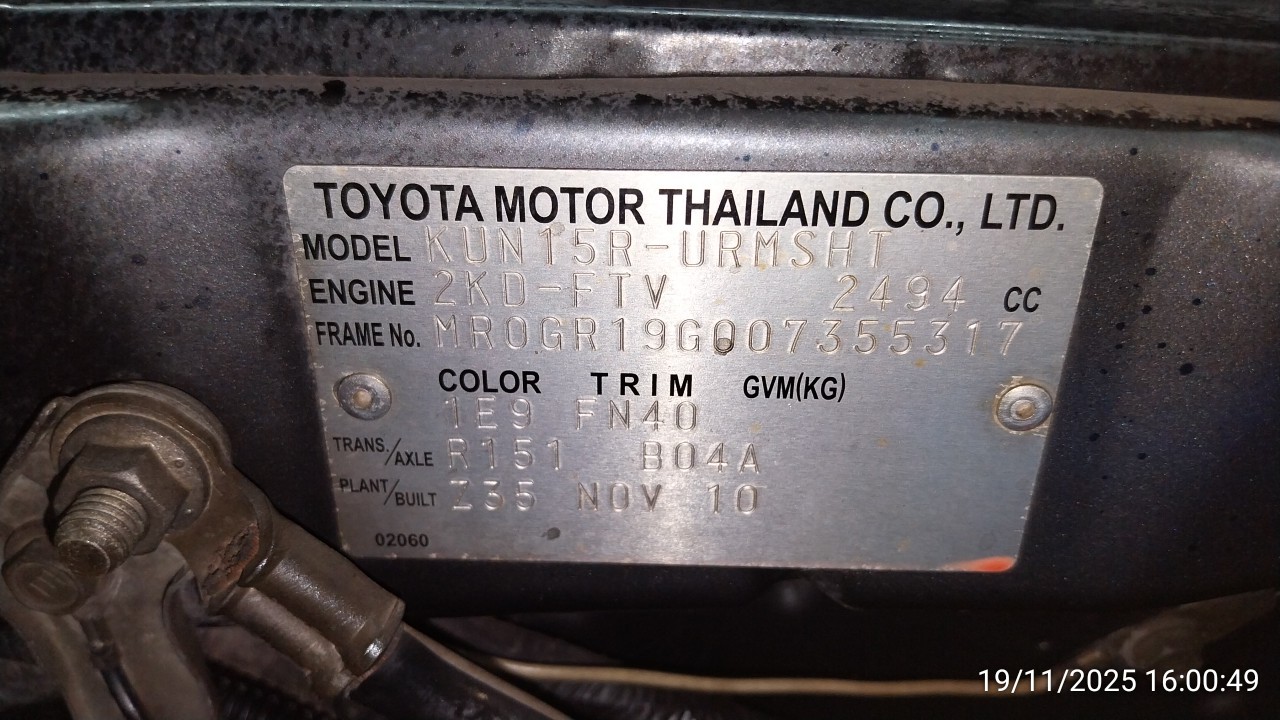 TOYOTA MOTOR THAILAND CO., LTD.
MODEL KUN15R-URMSHT
ENGINE 2KD-FTV 2494 CC
FRAME No. MR0GR19G007355317
COLOR TRIM GVM(KG)
1E9 FN40
TRANS./AXLE R151 B04A
PLANT/BUILT Z35 NOV 10
02060
19/11/2025 16:00:49